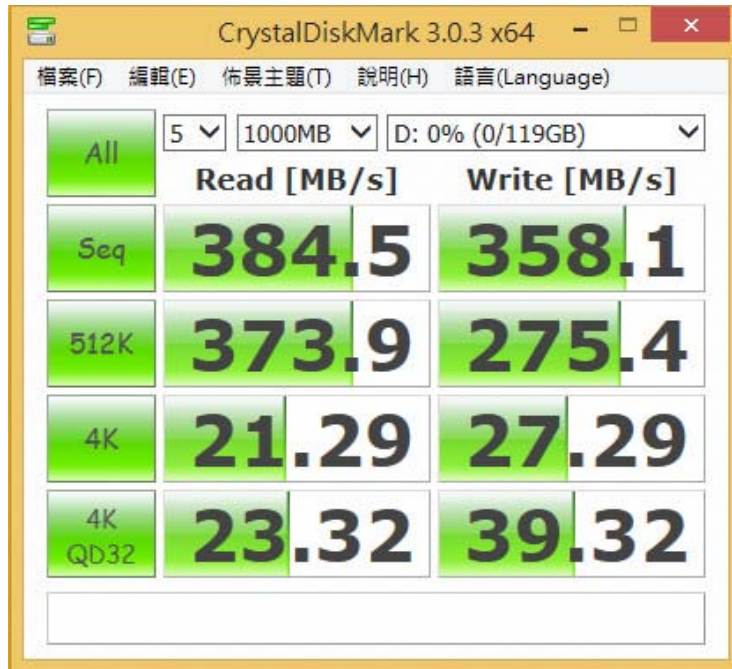 CrystalDiskMark 3.0.3 x64
檔案(F) 編輯(E) 佈景主題(T) 說明(H) 語言(Language)
All 5 1000MB D: 0% (0/119GB)
Read [MB/s] Write [MB/s]
Seq 384.5 358.1
512K 373.9 275.4
4K 21.29 27.29
4K
QD32 23.32 39.32